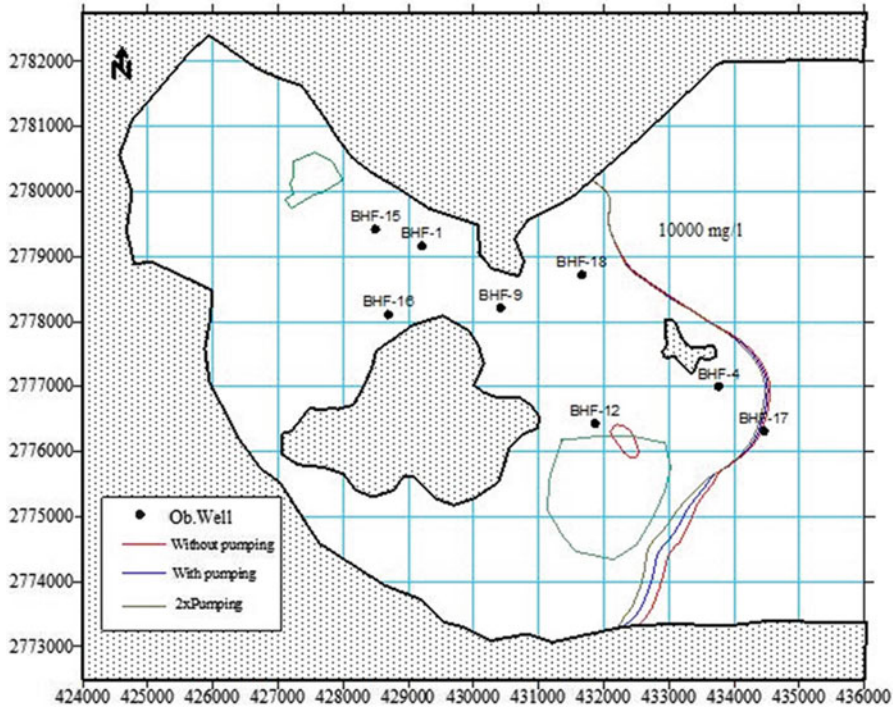 2782000
N
2781000
2780000
BHF-15
BHF-1
10000 mg/l
2779000
BHF-18
BHF-16
BHF-9
2778000
2777000
BHF-4
BHF-12
BHF-17
2776000
2775000
Ob.Well
Without pumping
With pumping
2xPumping
2774000
2773000
424000 425000 426000 427000 428000 429000 430000 431000 432000 433000 434000 435000 436000